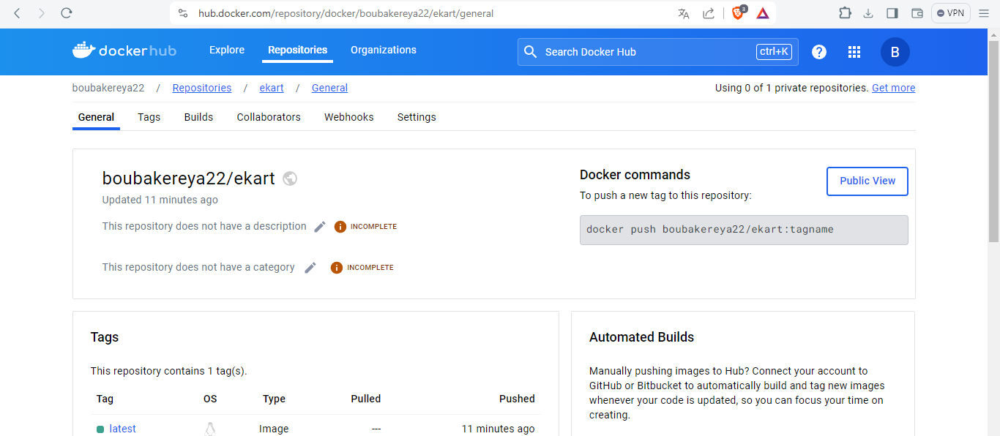 hub.docker.com/repository/docker/boubakereya22/ekart/general
3
VPN
dockerhub
Explore
Repositories
Organizations
Search Docker Hub
ctrl+K
?
B
boubakereya22 / Repositories / ekart / General
Using 0 of 1 private repositories. Get more
General
Tags
Builds
Collaborators
Webhooks
Settings
boubakereya22/ekart
Updated 11 minutes ago
This repository does not have a description
i INCOMPLETE
This repository does not have a category
i INCOMPLETE
Docker commands
Public View
To push a new tag to this repository:
docker push boubakereya22/ekart:tagname
Tags
This repository contains 1 tag(s).
Tag OS Type Pulled Pushed
latest Image --- 11 minutes ago
Automated Builds
Manually pushing images to Hub? Connect your account to
GitHub or Bitbucket to automatically build and tag new images
whenever your code is updated, so you can focus your time on
creating.